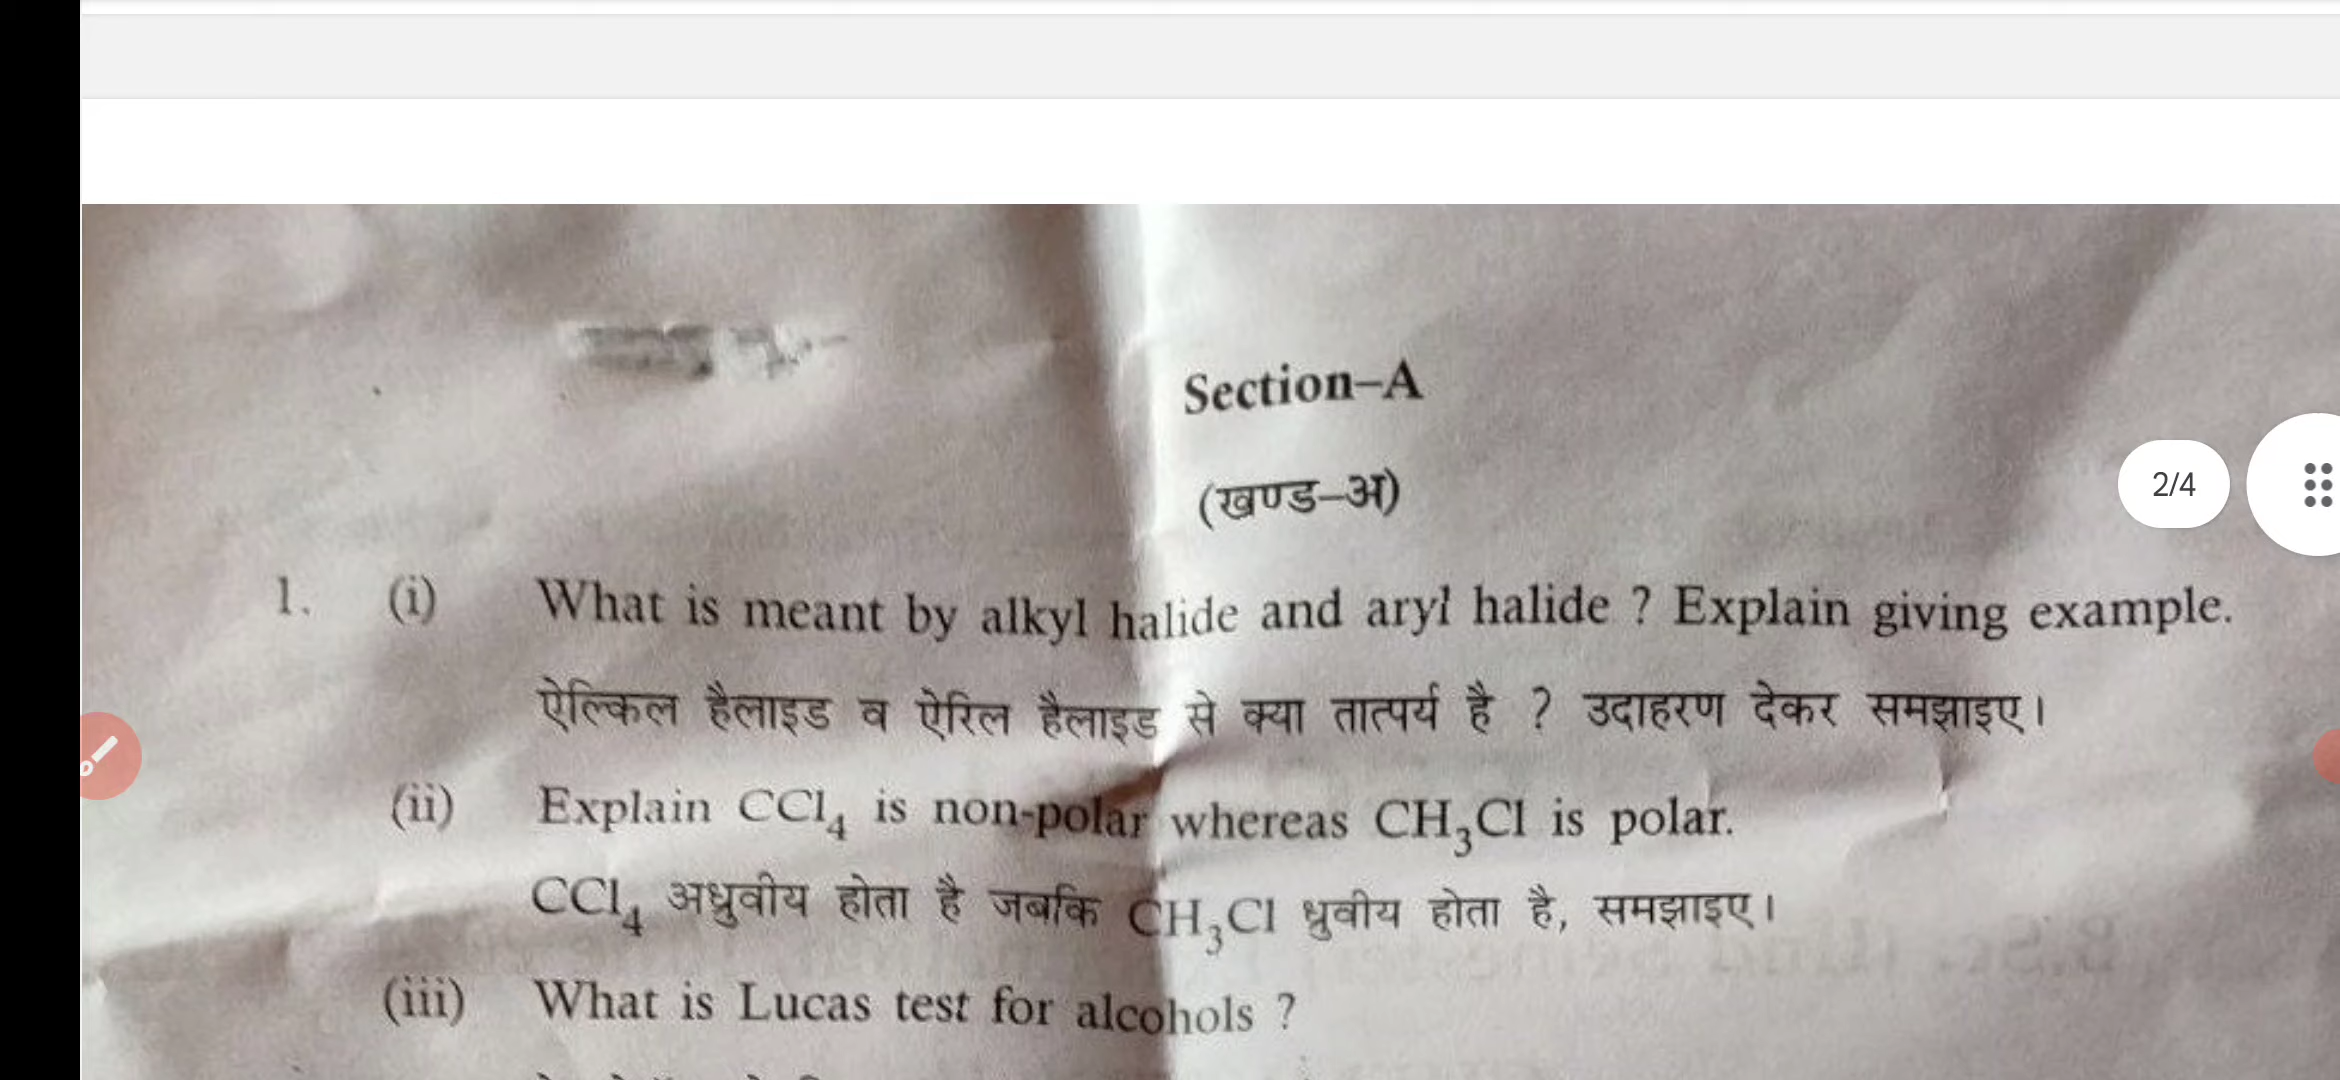 Section–A
(खण्ड–अ)
2/4
1. (i) What is meant by alkyl halide and aryl halide ? Explain giving example.
ऐल्किल हैलाइड व ऐरिल हैलाइड से क्या तात्पर्य है ? उदाहरण देकर समझाइए।
(ii) Explain CCl₄ is non-polar whereas CH₃Cl is polar.
CCl₄ अध्रुवीय होता है जबकि CH₃Cl ध्रुवीय होता है, समझाइए।
(iii) What is Lucas test for alcohols ?